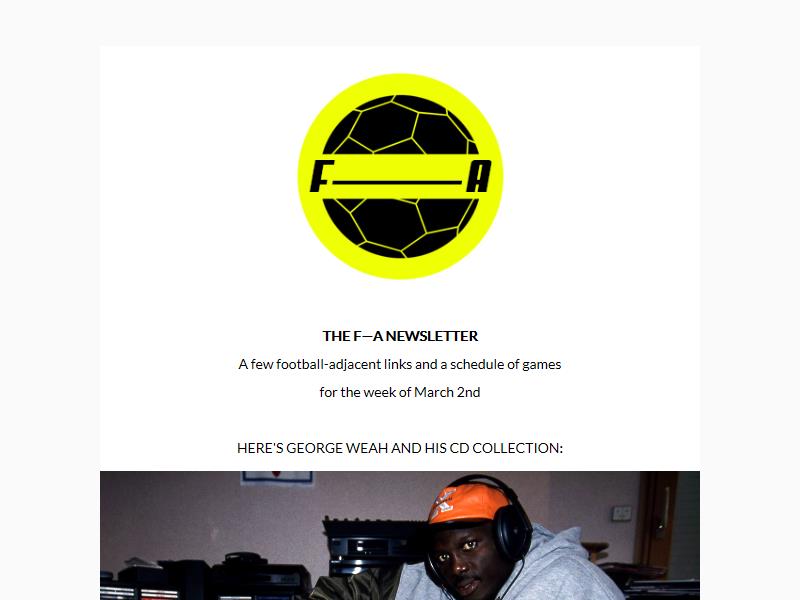 F—A
THE F—A NEWSLETTER
A few football-adjacent links and a schedule of games
for the week of March 2nd
HERE'S GEORGE WEAH AND HIS CD COLLECTION: